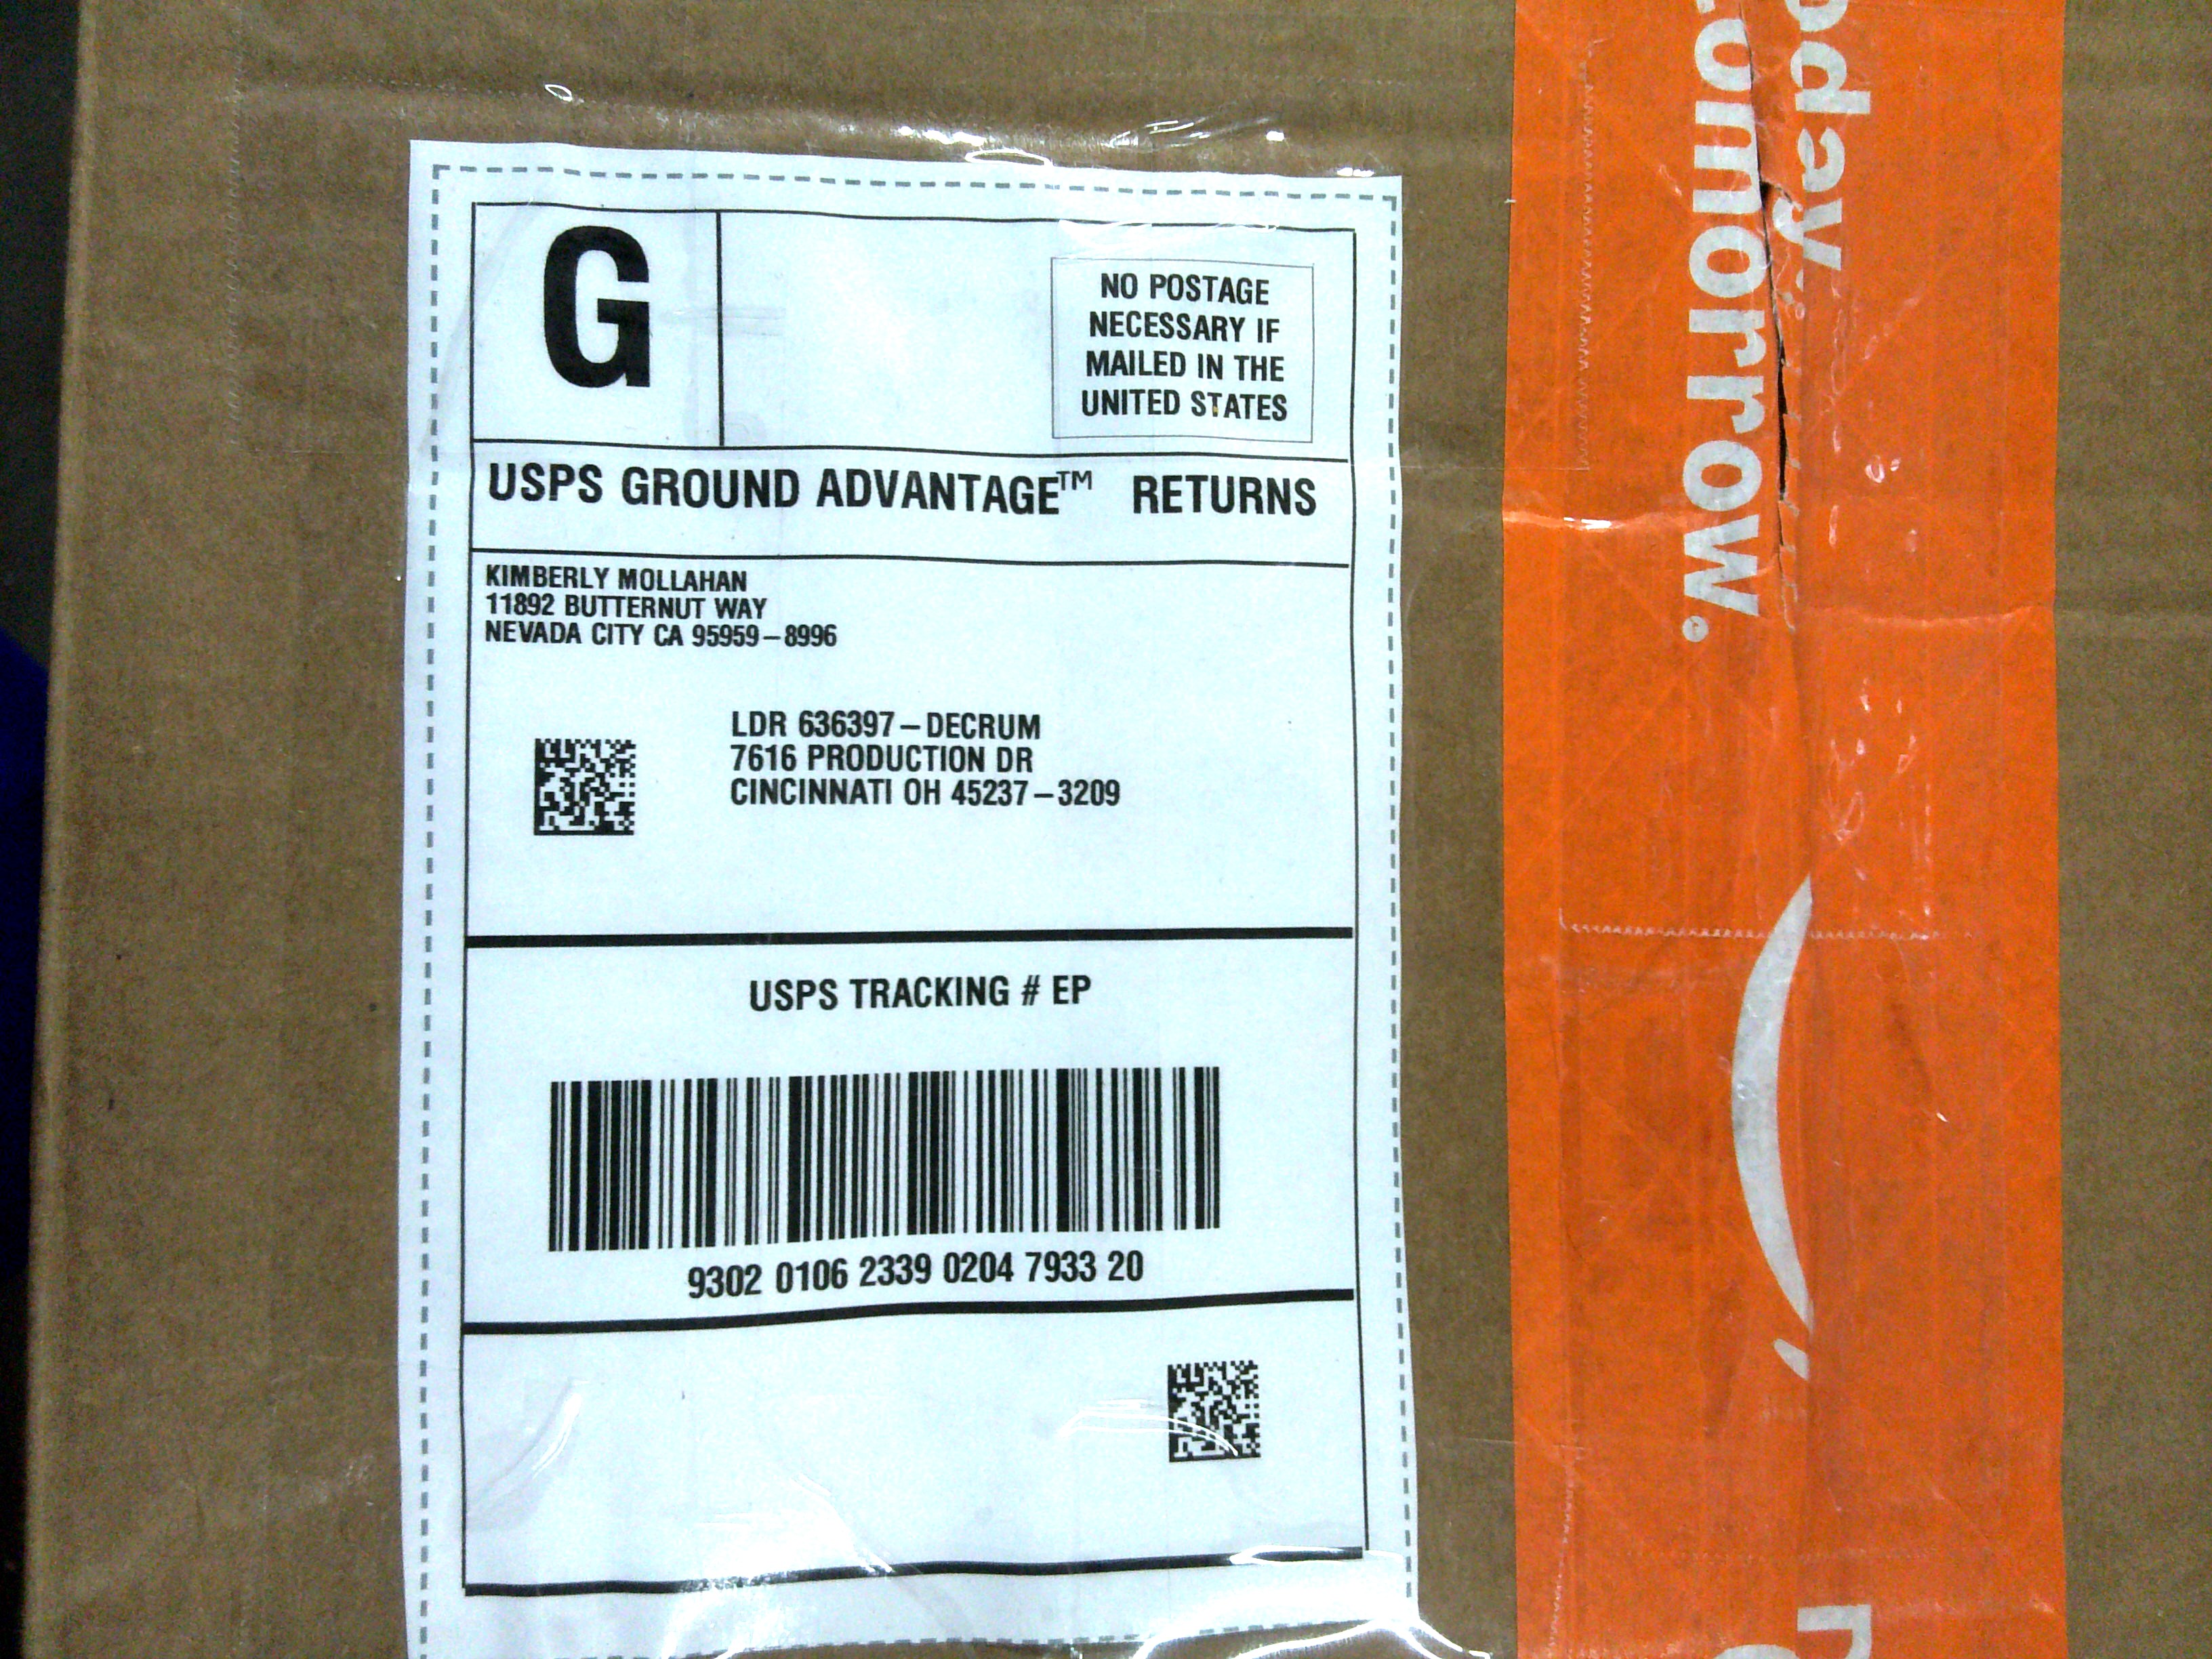 G
NO POSTAGE
NECESSARY IF
MAILED IN THE
UNITED STATES
USPS GROUND ADVANTAGE™ RETURNS
KIMBERLY MOLLAHAN
11892 BUTTERNUT WAY
NEVADA CITY CA 95959-8996
LDR 636397-DECRUM
7616 PRODUCTION DR
CINCINNATI OH 45237-3209
USPS TRACKING # EP
9302 0106 2339 0204 7933 20
oday,
tomorrow.